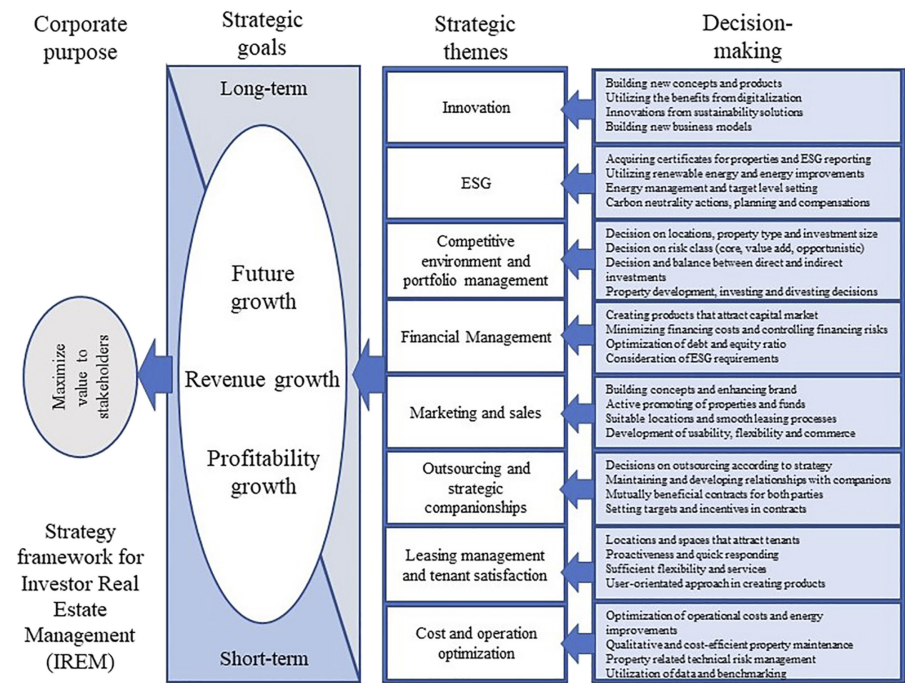 Corporate
purpose
Strategic
goals
Strategic
themes
Decision-
making
Long-term
Future
growth
Revenue growth
Profitability
growth
Short-term
Maximize
value to
stakeholders
Strategy
framework for
Investor Real
Estate
Management
(IREM)
Innovation
Building new concepts and products
Utilizing the benefits from digitalization
Innovations from sustainability solutions
Building new business models
ESG
Acquiring certificates for properties and ESG reporting
Utilizing renewable energy and energy improvements
Energy management and target level setting
Carbon neutrality actions, planning and compensations
Competitive
environment and
portfolio management
Decision on locations, property type and investment size
Decision on risk class (core, value add, opportunistic)
Decision and balance between direct and indirect
investments
Property development, investing and divesting decisions
Financial Management
Creating products that attract capital market
Minimizing financing costs and controlling financing risks
Optimization of debt and equity ratio
Consideration of ESG requirements
Marketing and sales
Building concepts and enhancing brand
Active promoting of properties and funds
Suitable locations and smooth leasing processes
Development of usability, flexibility and commerce
Outsourcing and
strategic
companionships
Decisions on outsourcing according to strategy
Maintaining and developing relationships with companions
Mutually beneficial contracts for both parties
Setting targets and incentives in contracts
Leasing management
and tenant satisfaction
Locations and spaces that attract tenants
Proactiveness and quick responding
Sufficient flexibility and services
User-orientated approach in creating products
Cost and operation
optimization
Optimization of operational costs and energy
improvements
Qualitative and cost-efficient property maintenance
Property related technical risk management
Utilization of data and benchmarking